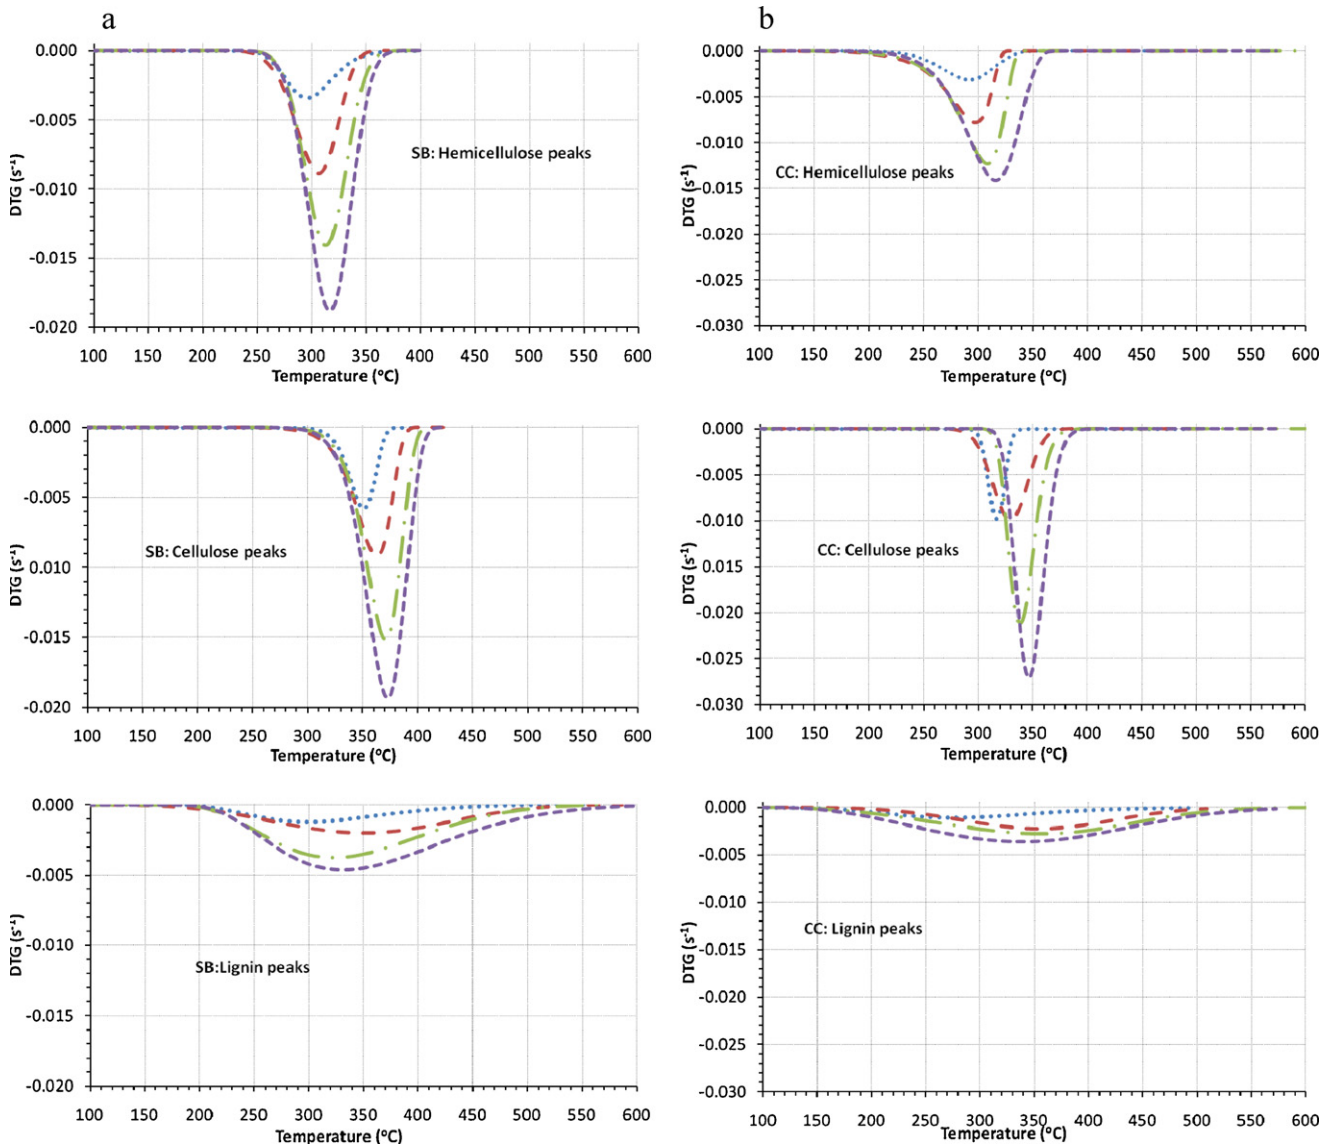 a
0.000
-0.005
-0.010
-0.015
-0.020
DTG (s⁻¹)
SB: Hemicellulose peaks
100 150 200 250 300 350 400 450 500 550 600
Temperature (°C)
b
0.000
-0.005
-0.010
-0.015
-0.020
-0.025
-0.030
DTG (s⁻¹)
CC: Hemicellulose peaks
100 150 200 250 300 350 400 450 500 550 600
Temperature (°C)
0.000
-0.005
0.010
-0.015
-0.020
DTG (s⁻¹)
SB: Cellulose peaks
100 150 200 250 300 350 400 450 500 550 600
Temperature (°C)
0.000
-0.005
-0.010
-0.015
-0.020
-0.025
-0.030
DTG (s⁻¹)
CC: Cellulose peaks
100 150 200 250 300 350 400 450 500 550 600
Temperature (°C)
0.000
-0.005
-0.010
-0.015
-0.020
DTG (s⁻¹)
SB:Lignin peaks
100 150 200 250 300 350 400 450 500 550 600
Temperature (°C)
0.000
-0.005
-0.010
-0.015
-0.020
-0.025
-0.030
DTG (s⁻¹)
CC: Lignin peaks
100 150 200 250 300 350 400 450 500 550 600
Temperature (°C)